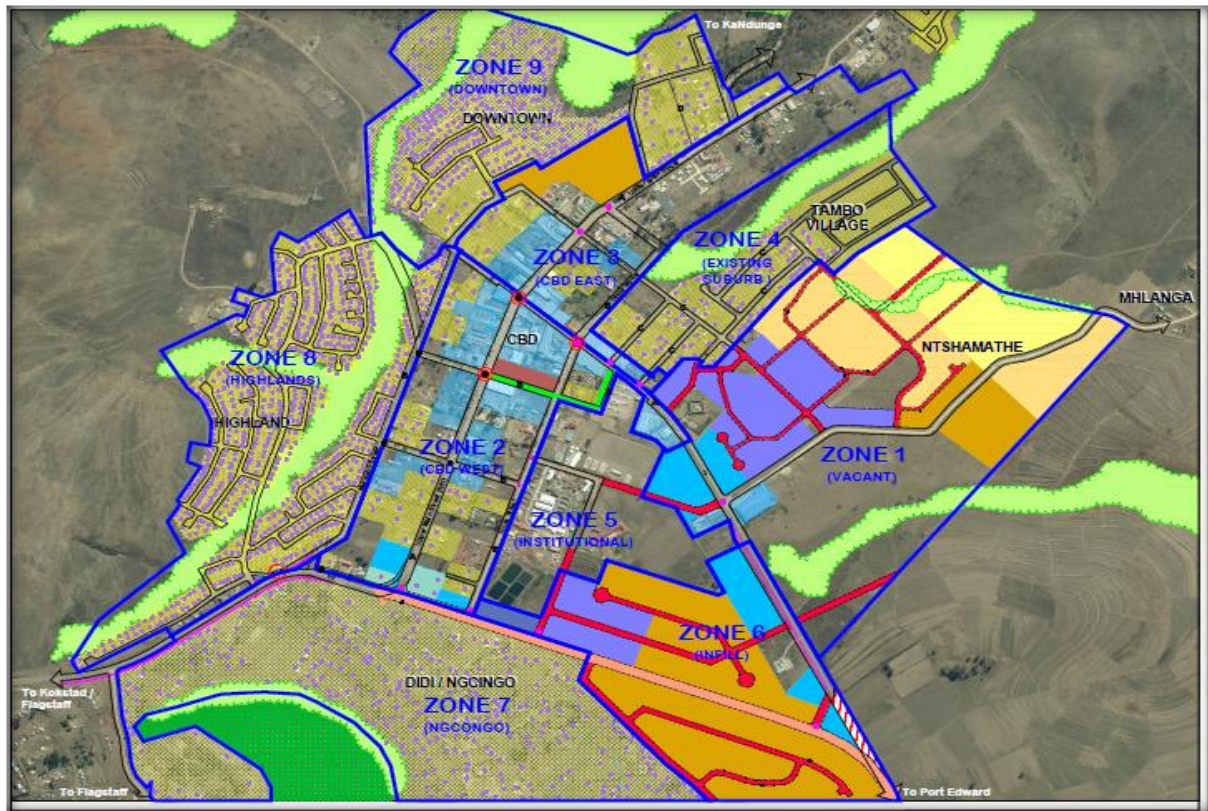 To KaNdunge
ZONE 9
(DOWNTOWN)
DOWNTOWN
TAMBO
VILLAGE
ZONE 4
(EXISTING
SUBURB )
ZONE 3
(CBD EAST)
MHLANGA
CBD
NTSHAMATHE
ZONE 8
(HIGHLANDS)
HIGHLAND
ZONE 2
(CBD WEST)
ZONE 1
(VACANT)
ZONE 5
(INSTITUTIONAL)
ZONE 6
(INFILL)
DIDI / NGCINGO
ZONE 7
(NGCONGO)
To Kokstad /
Flagstaff
To Flagstaff
To Port Edward